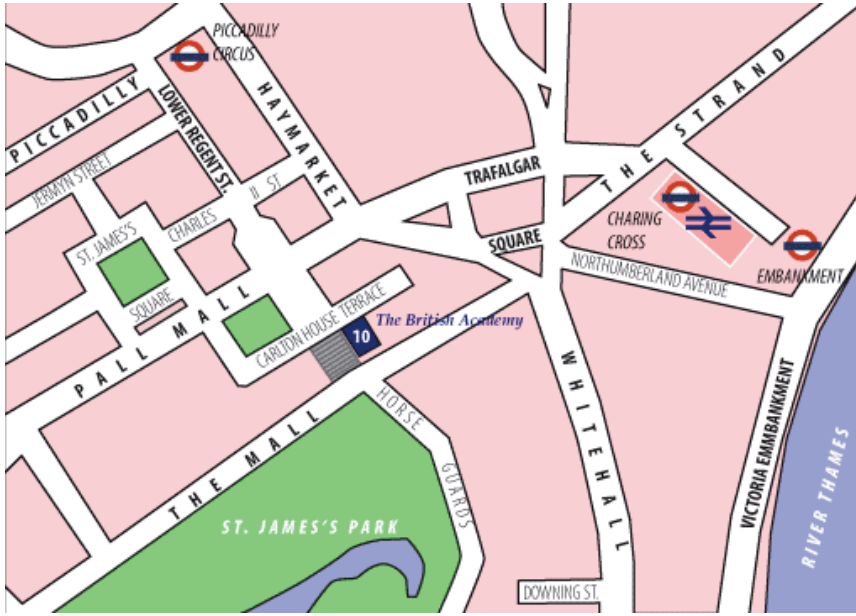 PICCADILLY
CIRCUS
PICCADILLY
LOWER REGENT ST.
HAYMARKET
JERMYN STREET
CHARLES II ST
ST. JAMES'S
SQUARE
TRAFALGAR
SQUARE
THE STRAND
CHARING
CROSS
EMBANKMENT
NORTHUMBERLAND AVENUE
PALL MALL
CARLTON HOUSE TERRACE
10
The British Academy
THE MALL
HORSE
GUARDS
WHITEHALL
VICTORIA EMMBANKMENT
RIVER THAMES
ST. JAMES'S PARK
DOWNING ST.